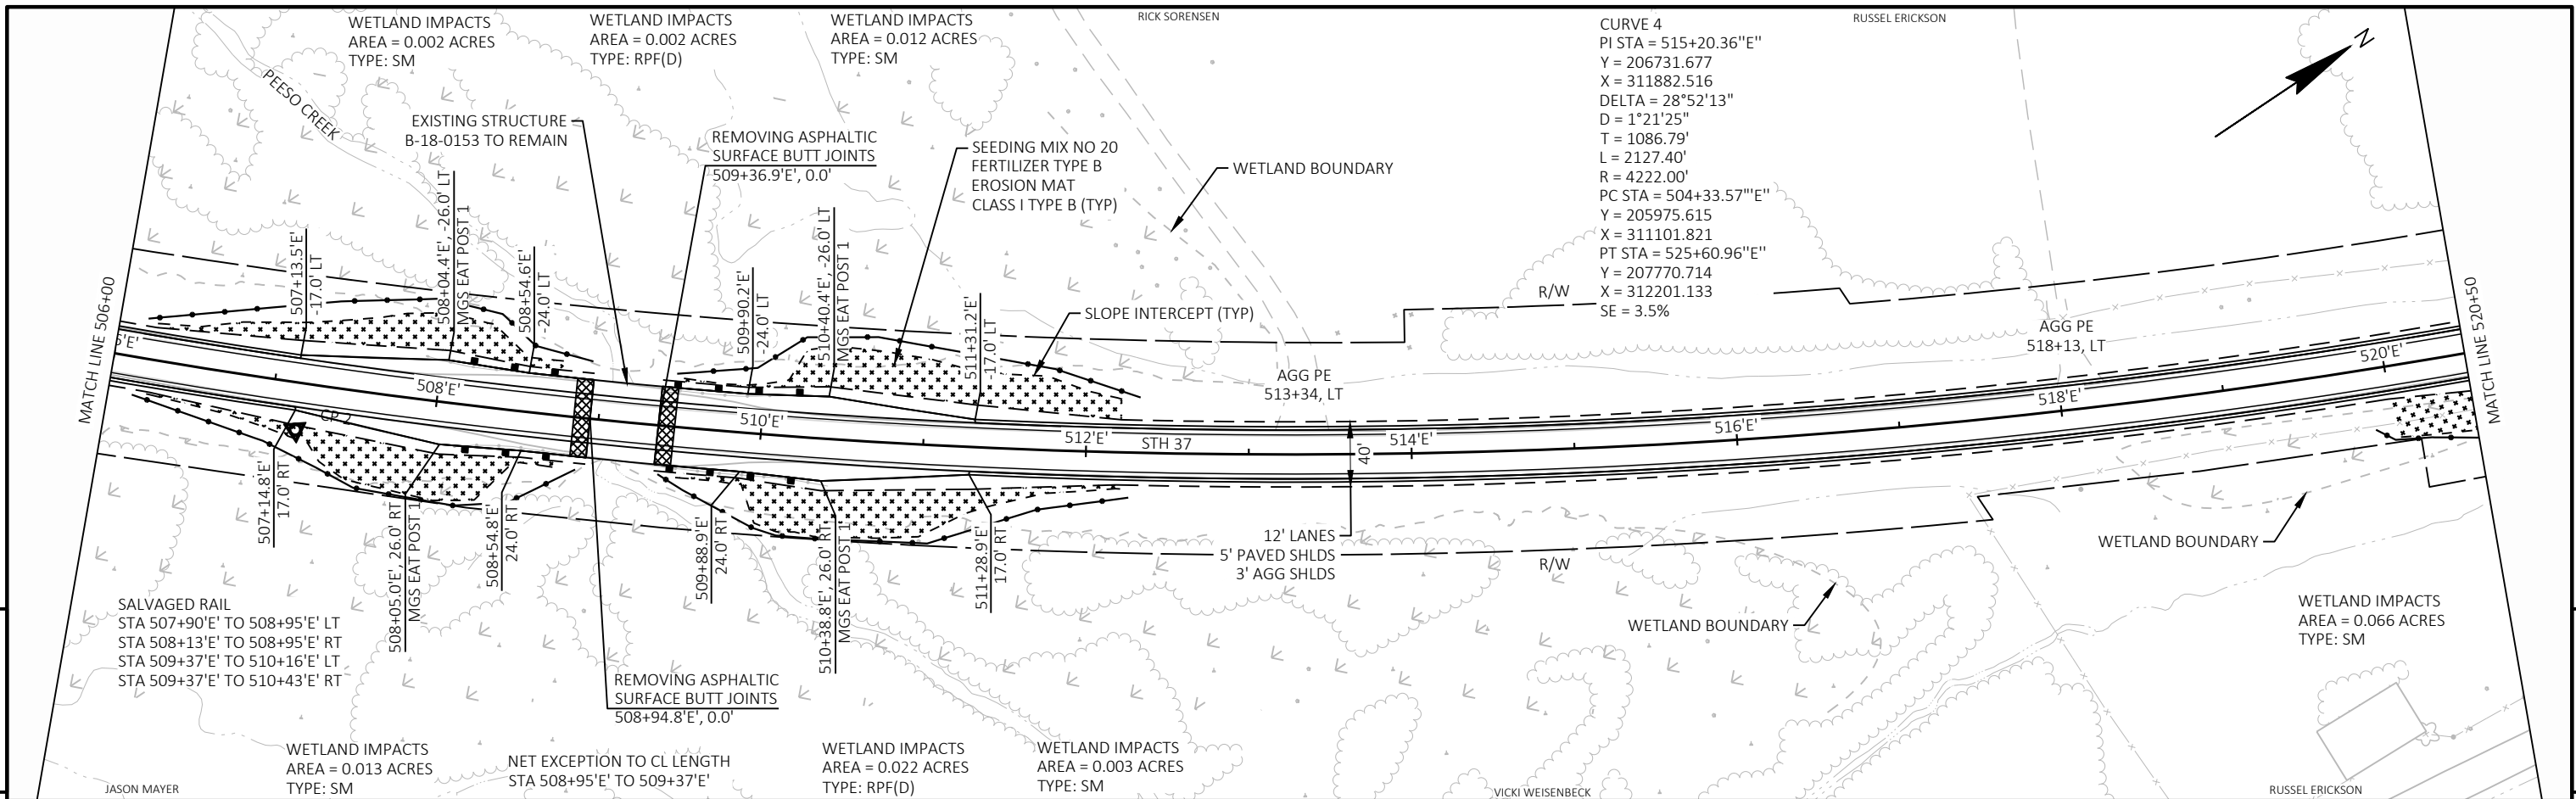 WETLAND IMPACTS
AREA = 0.002 ACRES
TYPE: SM
WETLAND IMPACTS
AREA = 0.002 ACRES
TYPE: RPF(D)
WETLAND IMPACTS
AREA = 0.012 ACRES
TYPE: SM
RICK SORENSEN
CURVE 4
PI STA = 515+20.36"E"
Y = 206731.677
X = 311882.516
DELTA = 28°52'13"
D = 1°21'25"
T = 1086.79'
L = 2127.40'
R = 4222.00'
PC STA = 504+33.57"'E"
Y = 205975.615
X = 311101.821
PT STA = 525+60.96"E"
Y = 207770.714
X = 312201.133
SE = 3.5%
RUSSEL ERICKSON
N
PEESO CREEK
EXISTING STRUCTURE
B-18-0153 TO REMAIN
REMOVING ASPHALTIC
SURFACE BUTT JOINTS
509+36.9'E', 0.0'
SEEDING MIX NO 20
FERTILIZER TYPE B
EROSION MAT
CLASS I TYPE B (TYP)
WETLAND BOUNDARY
MATCH LINE 506+00
507+13.5'E'
-17.0' LT
508+04.4'E', -26.0' LT
MGS EAT POST 1
508+54.6'E'
-24.0' LT
509+90.2'E'
-24.0' LT
510+40.4'E', -26.0' LT
MGS EAT POST 1
511+31.2'E'
-17.0' LT
SLOPE INTERCEPT (TYP)
R/W
AGG PE
513+34, LT
AGG PE
518+13, LT
MATCH LINE 520+50
5'E'
508'E'
510'E'
512'E'
STH 37
514'E'
516'E'
518'E'
520'E'
CP 2
40'
507+14.8'E'
17.0' RT
508+05.0'E', 26.0' RT
MGS EAT POST 1
508+54.8'E'
24.0' RT
509+88.9'E'
24.0' RT
510+38.8'E', 26.0' RT
MGS EAT POST 1
511+28.9'E'
17.0' RT
12' LANES
5' PAVED SHLDS
3' AGG SHLDS
R/W
WETLAND BOUNDARY
WETLAND BOUNDARY
SALVAGED RAIL
STA 507+90'E' TO 508+95'E' LT
STA 508+13'E' TO 508+95'E' RT
STA 509+37'E' TO 510+16'E' LT
STA 509+37'E' TO 510+43'E' RT
REMOVING ASPHALTIC
SURFACE BUTT JOINTS
508+94.8'E', 0.0'
WETLAND IMPACTS
AREA = 0.066 ACRES
TYPE: SM
WETLAND IMPACTS
AREA = 0.013 ACRES
TYPE: SM
NET EXCEPTION TO CL LENGTH
STA 508+95'E' TO 509+37'E'
WETLAND IMPACTS
AREA = 0.022 ACRES
TYPE: RPF(D)
WETLAND IMPACTS
AREA = 0.003 ACRES
TYPE: SM
JASON MAYER
VICKI WEISENBECK
RUSSEL ERICKSON